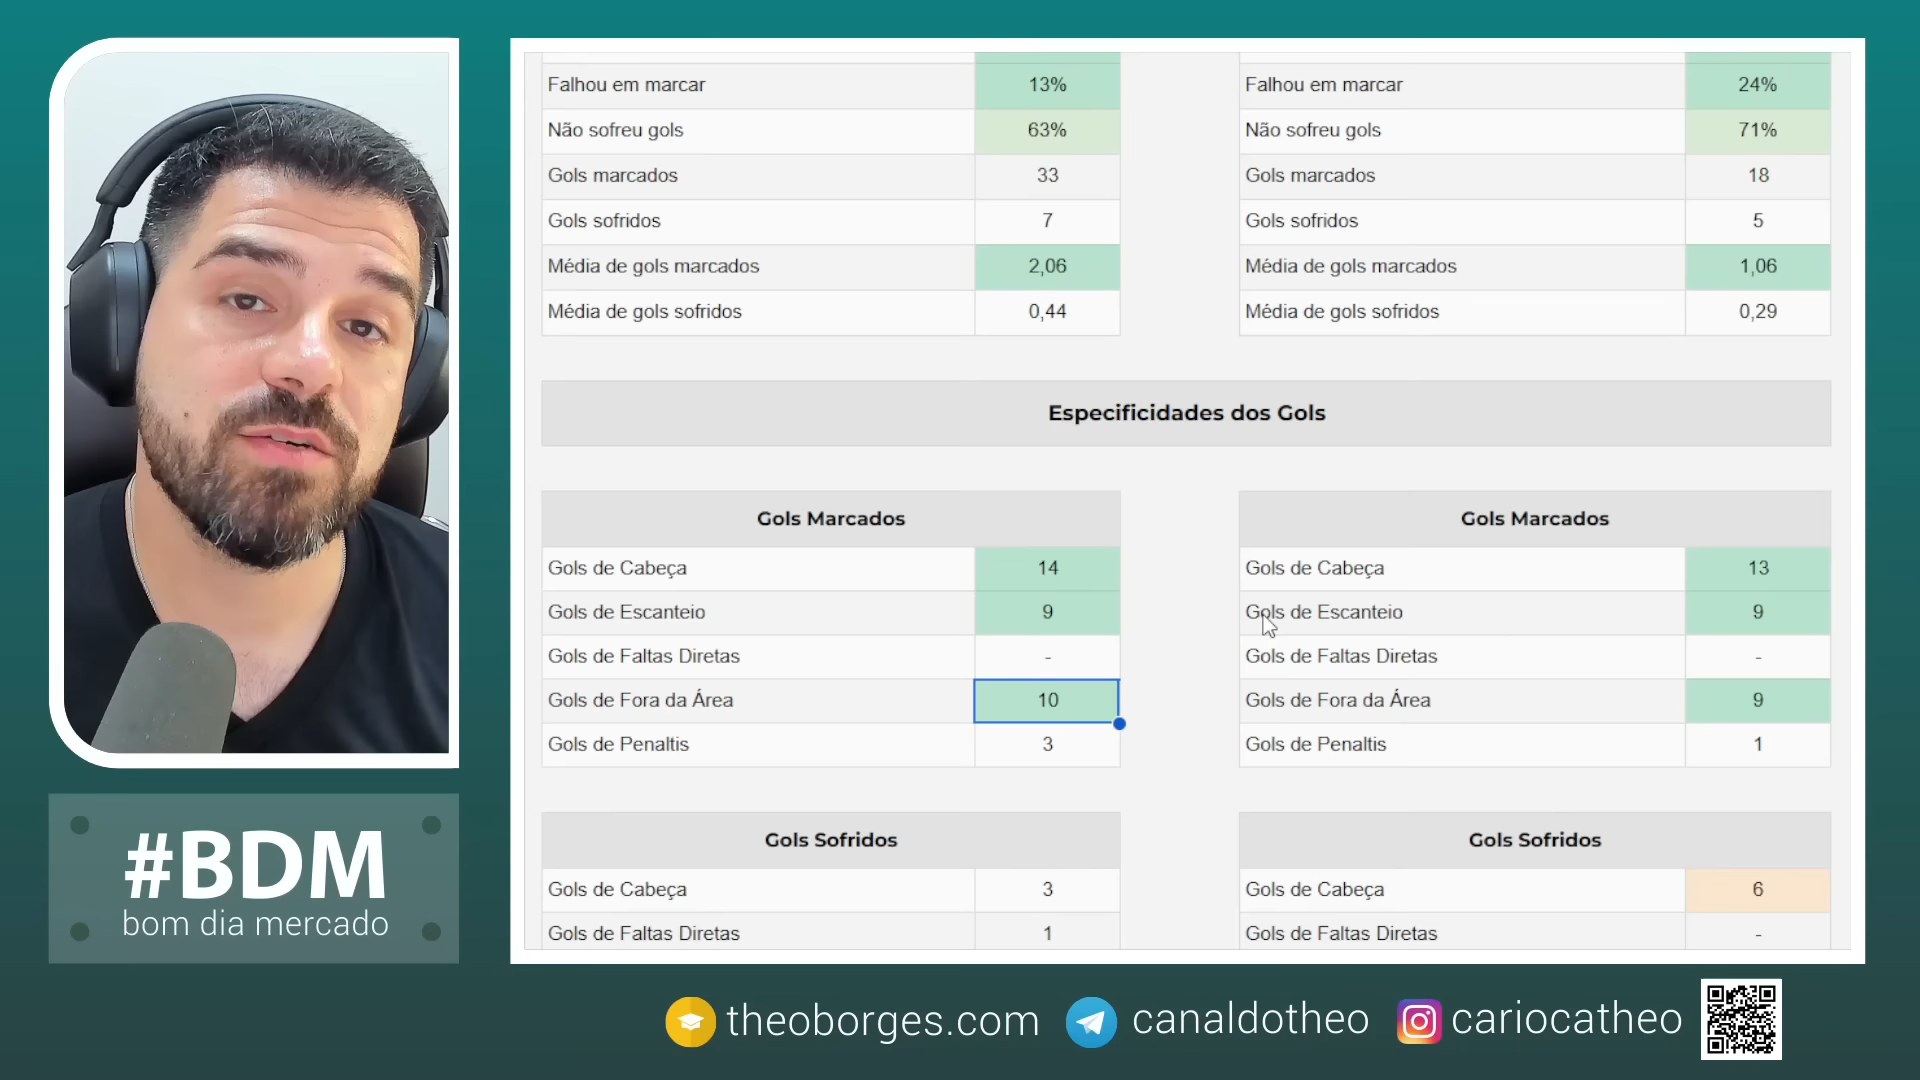 Falhou em marcar 13%
Não sofreu gols 63%
Gols marcados 33
Gols sofridos 7
Média de gols marcados 2,06
Média de gols sofridos 0,44
Falhou em marcar 24%
Não sofreu gols 71%
Gols marcados 18
Gols sofridos 5
Média de gols marcados 1,06
Média de gols sofridos 0,29
Especificidades dos Gols
Gols Marcados
Gols de Cabeça 14
Gols de Escanteio 9
Gols de Faltas Diretas -
Gols de Fora da Área 10
Gols de Penaltis 3
Gols Marcados
Gols de Cabeça 13
Gols de Escanteio 9
Gols de Faltas Diretas -
Gols de Fora da Área 9
Gols de Penaltis 1
Gols Sofridos
Gols de Cabeça 3
Gols de Faltas Diretas 1
Gols Sofridos
Gols de Cabeça 6
Gols de Faltas Diretas -
#BDM
bom dia mercado
theoborges.com
canaldotheo
cariocatheo